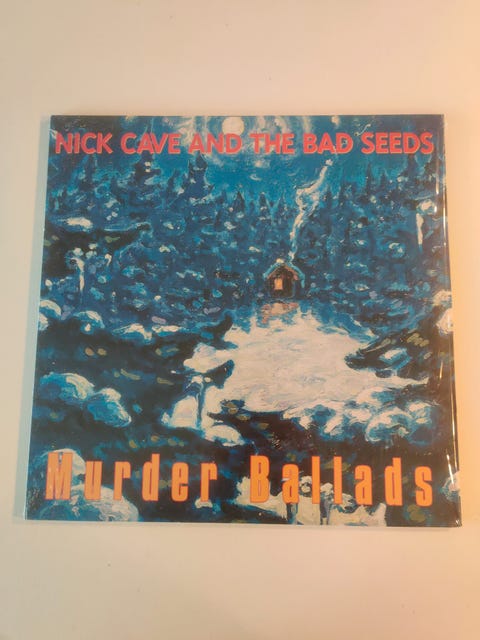 NICK CAVE AND THE BAD SEEDS
Murder Ballads